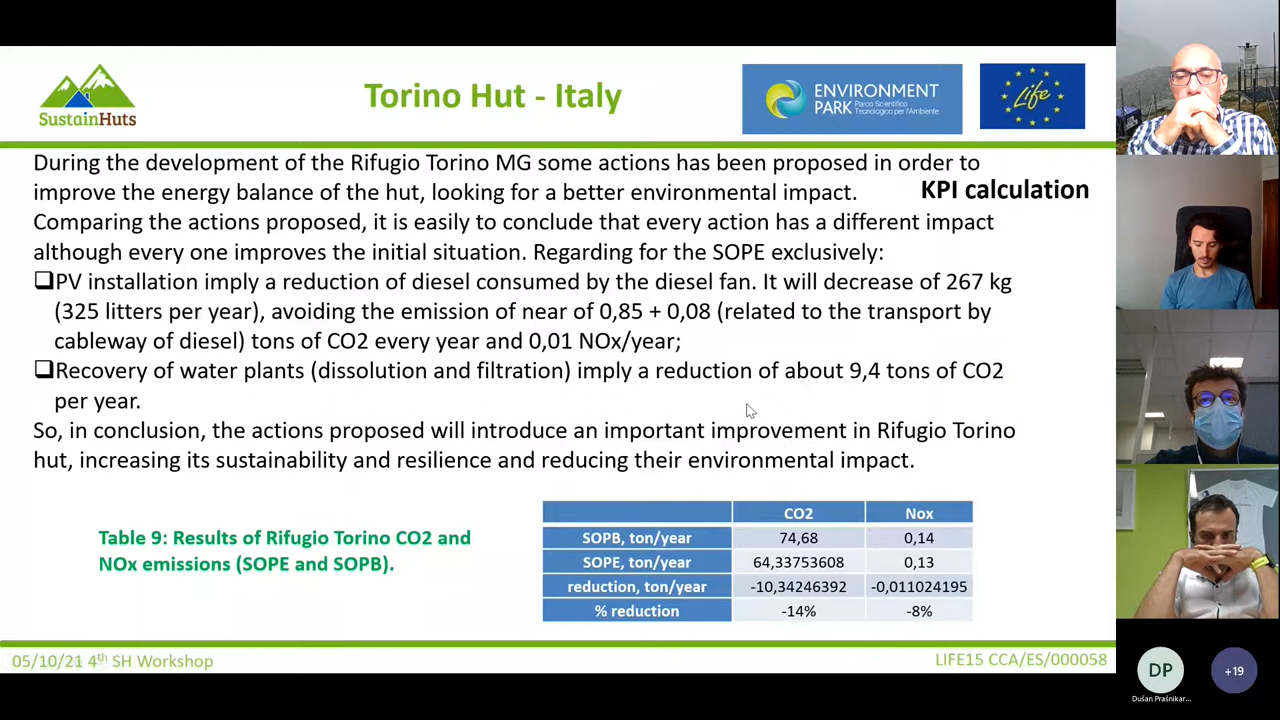 SustainHuts
Torino Hut - Italy
ENVIRONMENT
PARK
Parco Scientifico
Tecnologico per l'Ambiente
Life
During the development of the Rifugio Torino MG some actions has been proposed in order to
improve the energy balance of the hut, looking for a better environmental impact.
KPI calculation
Comparing the actions proposed, it is easily to conclude that every action has a different impact
although every one improves the initial situation. Regarding for the SOPE exclusively:
❑PV installation imply a reduction of diesel consumed by the diesel fan. It will decrease of 267 kg
(325 litters per year), avoiding the emission of near of 0,85 + 0,08 (related to the transport by
cableway of diesel) tons of CO2 every year and 0,01 NOx/year;
❑Recovery of water plants (dissolution and filtration) imply a reduction of about 9,4 tons of CO2
per year.
So, in conclusion, the actions proposed will introduce an important improvement in Rifugio Torino
hut, increasing its sustainability and resilience and reducing their environmental impact.
Table 9: Results of Rifugio Torino CO2 and
NOx emissions (SOPE and SOPB).
CO2 Nox
SOPB, ton/year 74,68 0,14
SOPE, ton/year 64,33753608 0,13
reduction, ton/year -10,34246392 -0,011024195
% reduction -14% -8%
05/10/21 4th SH Workshop
LIFE15 CCA/ES/000058
DP
Dušan Prašnikar...
+19